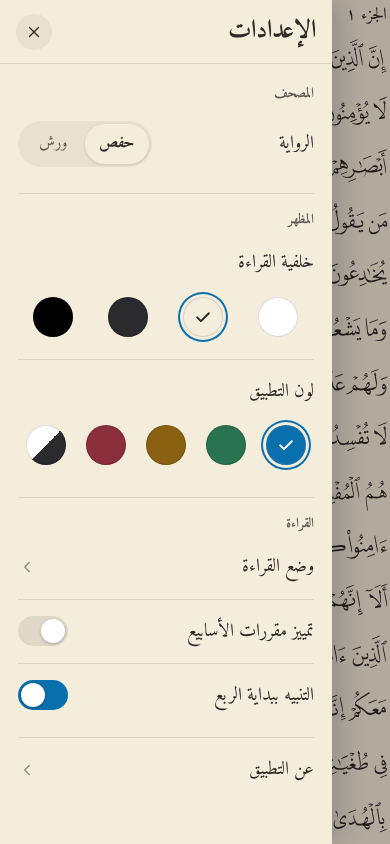 الإعدادات
المصحف
الرواية
حفص
ورش
المظهر
خلفية القراءة
لون التطبيق
القراءة
وضع القراءة
تمييز مقررات الأسابيع
التنبيه ببداية الربع
عن التطبيق
الجزء ١
إِنَّ ٱلَّذِينَ
لَا يُؤْمِنُو
أَبْصَـٰرِهِمْ
مَن يَقُولُ
يُخَـٰدِعُونَ
وَمَا يَشْعُ
وَلَهُمْ عَذَ
لَا تُفْسِدُ
هُمُ ٱلْمُفْ
ءَامِنُوا۟ كَ
أَلَآ إِنَّهُمْ
ٱلَّذِينَ ءَا
مَعَكُمْ إِنَّ
فِى طُغْيَـٰنِ
بِٱلْهُدَىٰ